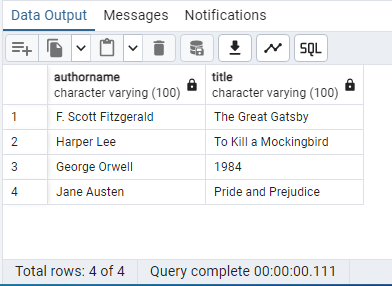 Data Output Messages Notifications
SQL
authorname title
character varying (100) character varying (100)
1 F. Scott Fitzgerald The Great Gatsby
2 Harper Lee To Kill a Mockingbird
3 George Orwell 1984
4 Jane Austen Pride and Prejudice
Total rows: 4 of 4 Query complete 00:00:00.111